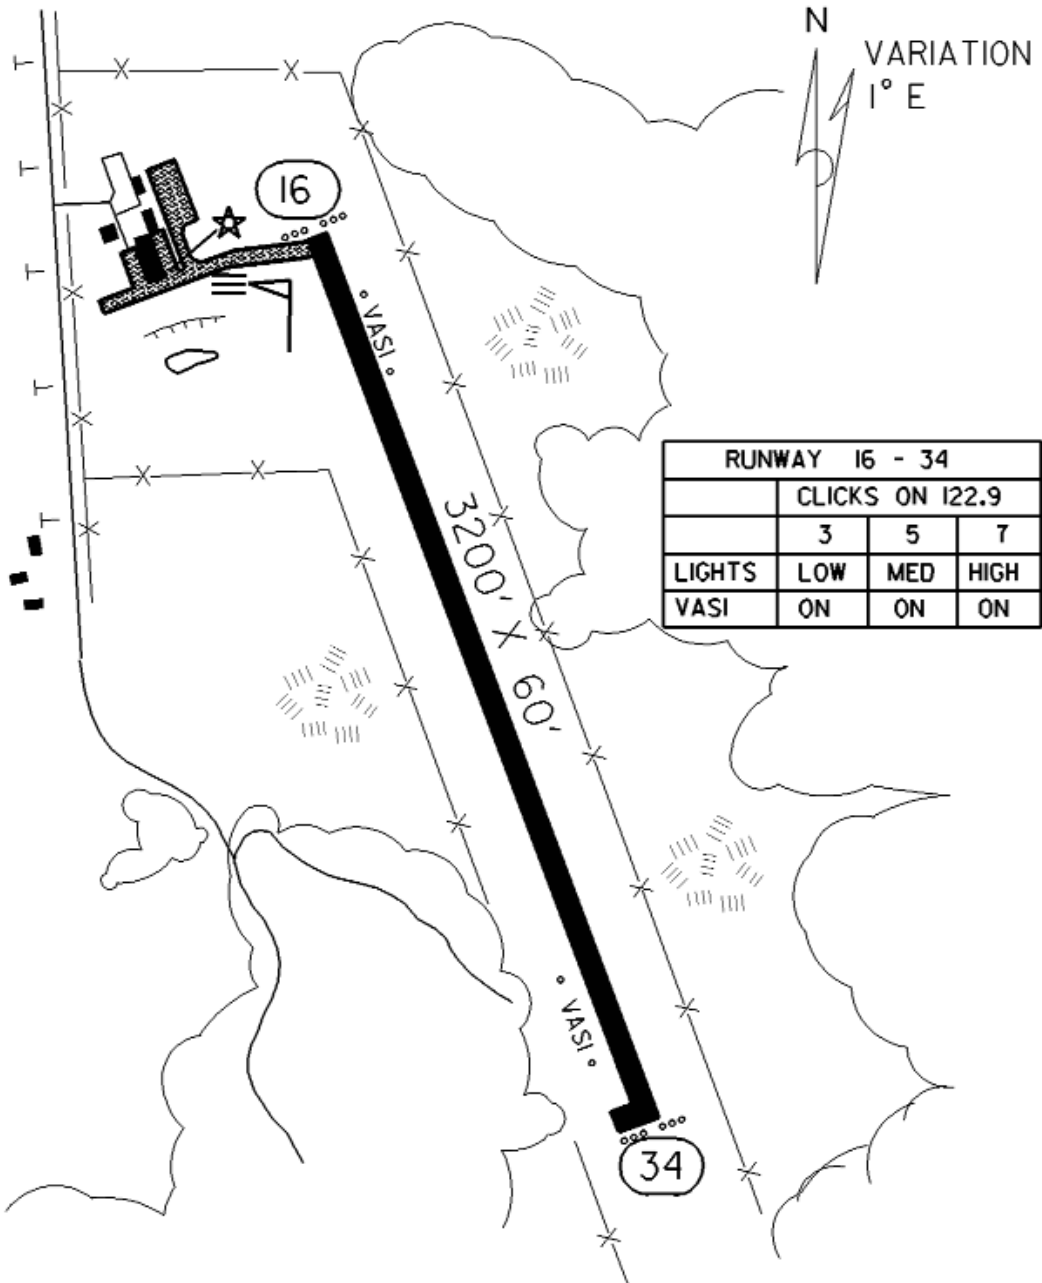 N
VARIATION
1° E
16
VASI
3200' X 60'
RUNWAY 16 - 34
CLICKS ON 122.9
3 5 7
LIGHTS LOW MED HIGH
VASI ON ON ON
VASI
34